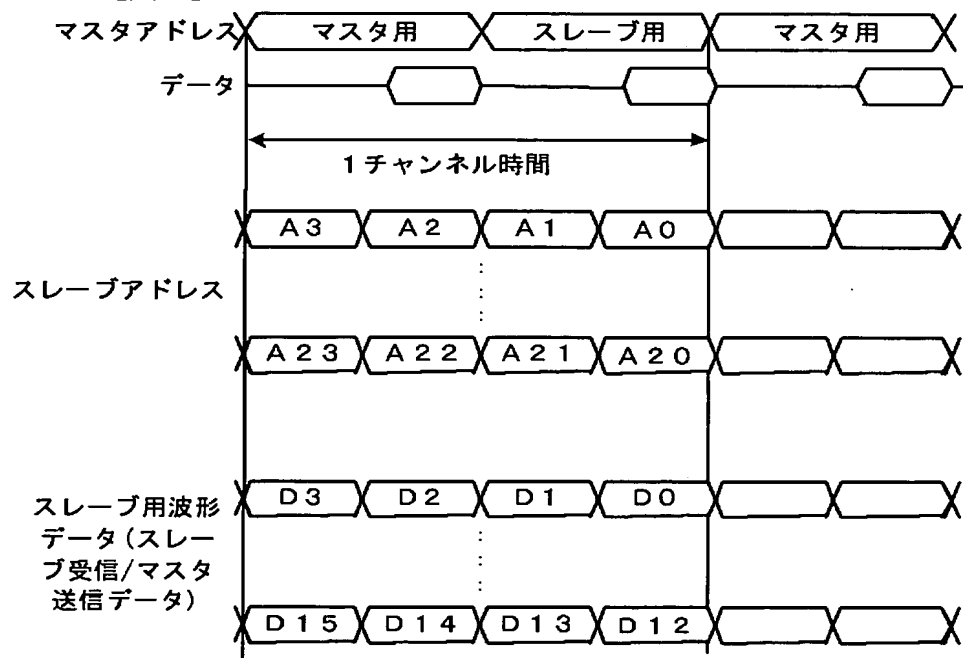 マスタアドレス マスタ用 スレーブ用 マスタ用
データ
1チャンネル時間
A3 A2 A1 A0
スレーブアドレス
A23 A22 A21 A20
D3 D2 D1 D0
スレーブ用波形
データ(スレー
ブ受信/マスタ
送信データ)
D15 D14 D13 D12